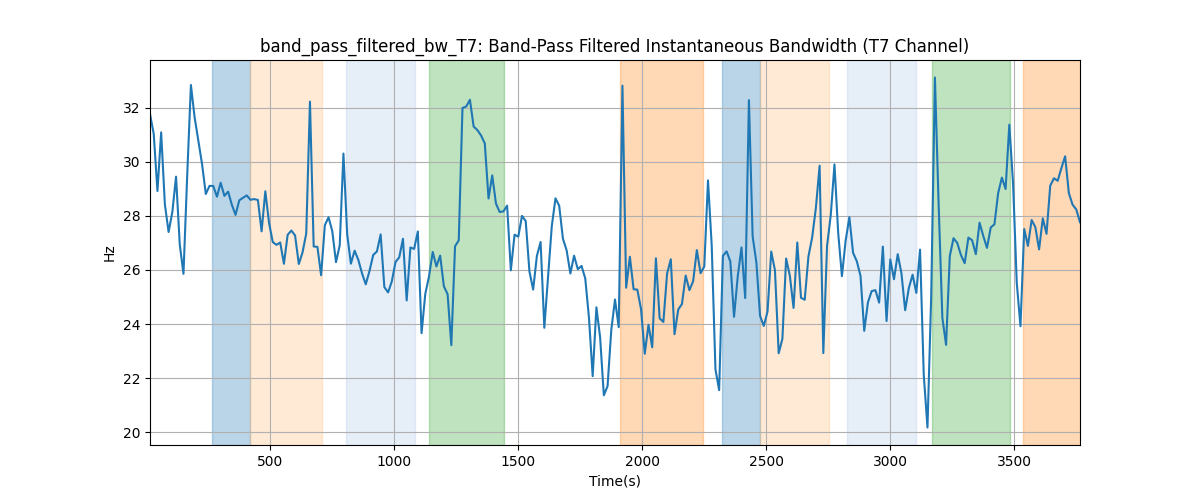 band_pass_filtered_bw_T7: Band-Pass Filtered Instantaneous Bandwidth (T7 Channel)
Hz
32
30
28
26
24
22
20
500 1000 1500 2000 2500 3000 3500
Time(s)